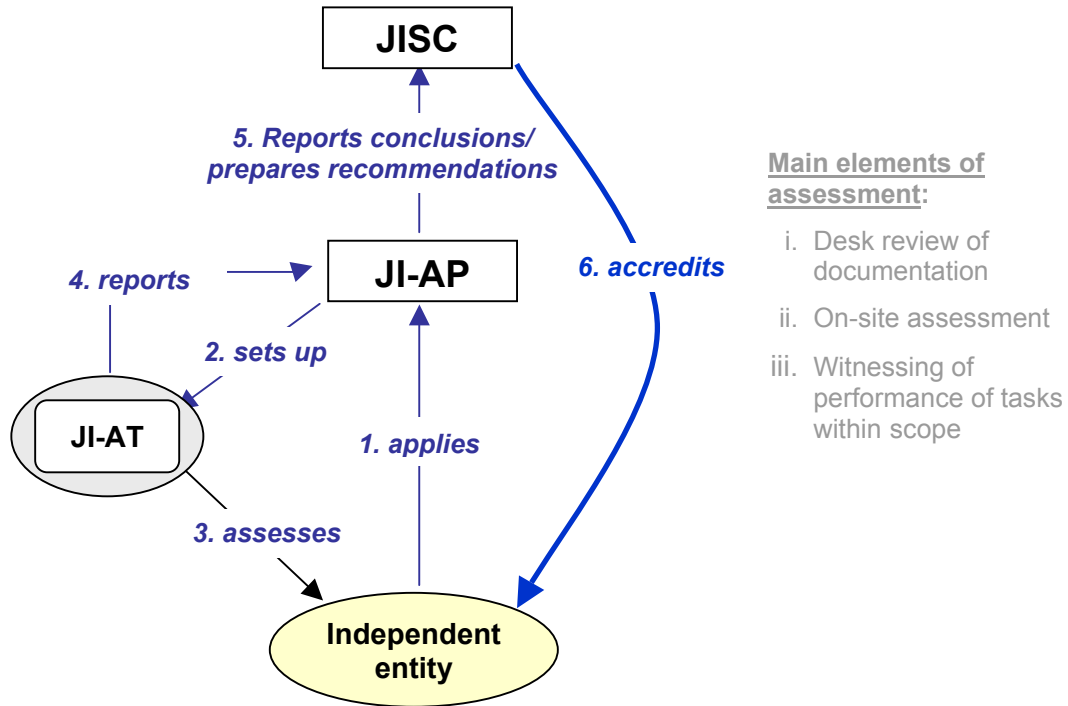 JISC
5. Reports conclusions/
prepares recommendations
4. reports
JI-AP
6. accredits
2. sets up
JI-AT
1. applies
3. assesses
Independent
entity
Main elements of
assessment:
i. Desk review of
documentation
ii. On-site assessment
iii. Witnessing of
performance of tasks
within scope